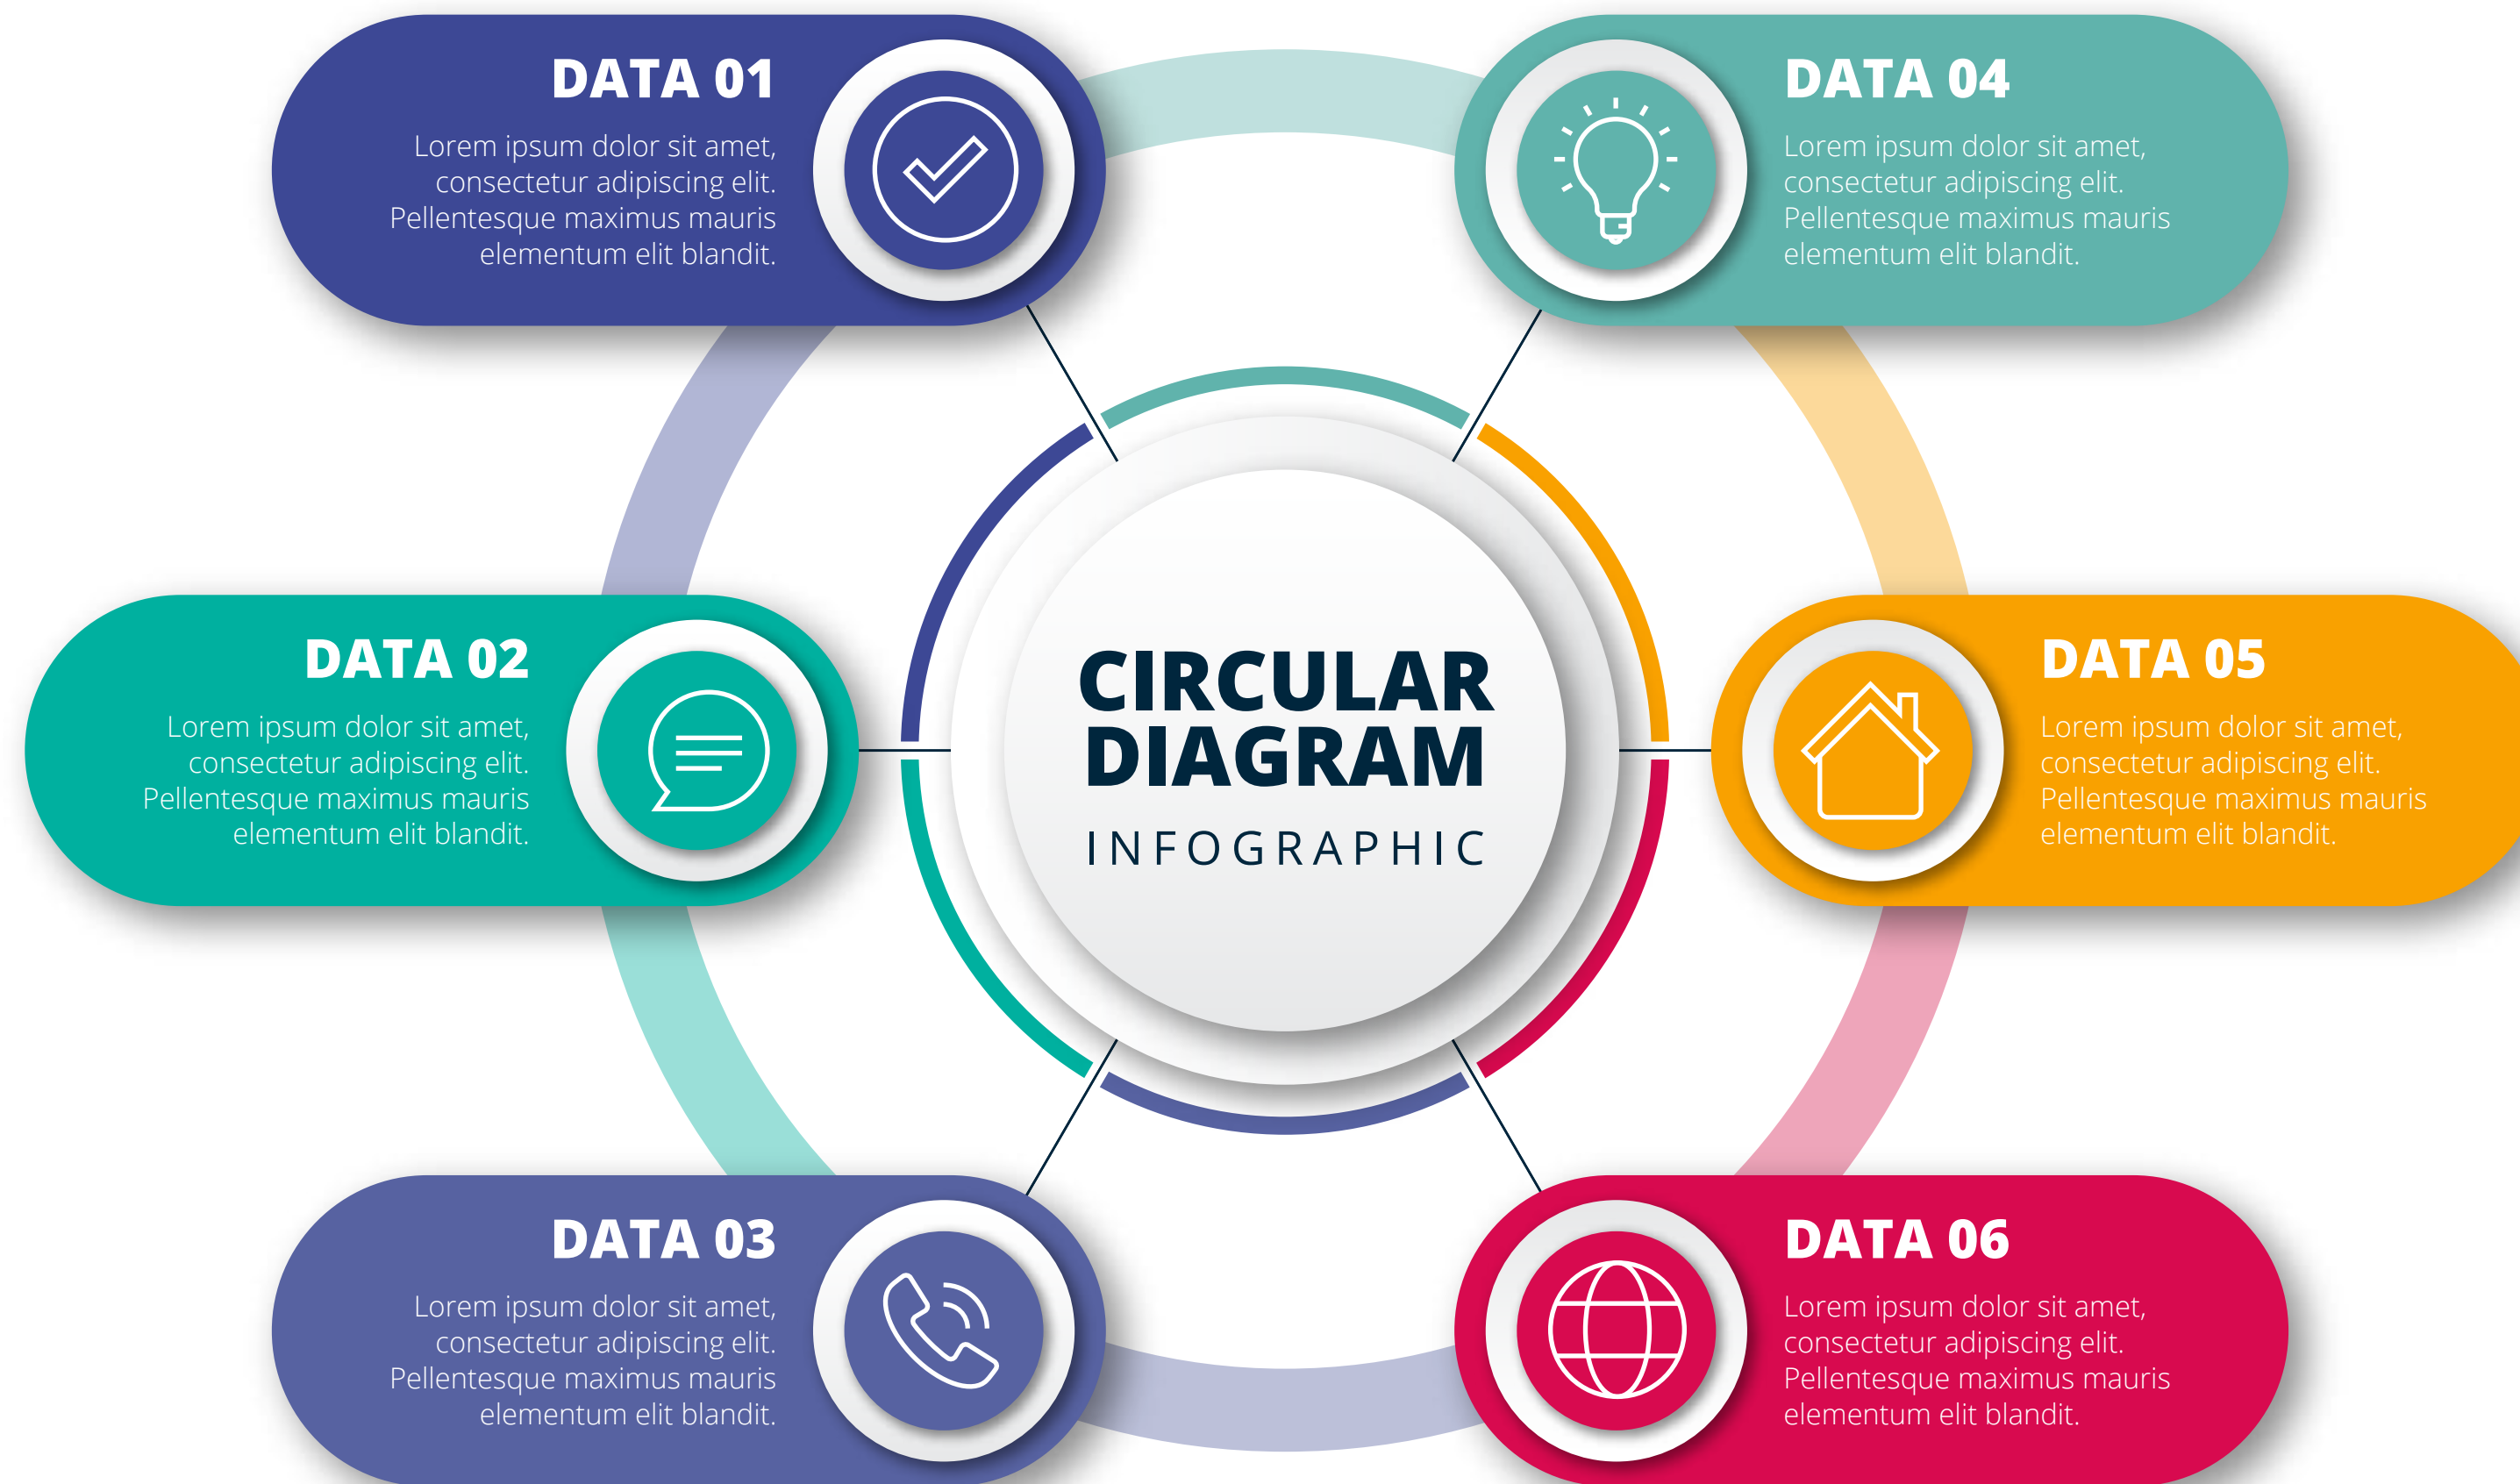 DATA 01
Lorem ipsum dolor sit amet,
consectetur adipiscing elit.
Pellentesque maximus mauris
elementum elit blandit.
DATA 02
Lorem ipsum dolor sit amet,
consectetur adipiscing elit.
Pellentesque maximus mauris
elementum elit blandit.
DATA 03
Lorem ipsum dolor sit amet,
consectetur adipiscing elit.
Pellentesque maximus mauris
elementum elit blandit.
CIRCULAR
DIAGRAM
INFOGRAPHIC
DATA 04
Lorem ipsum dolor sit amet,
consectetur adipiscing elit.
Pellentesque maximus mauris
elementum elit blandit.
DATA 05
Lorem ipsum dolor sit amet,
consectetur adipiscing elit.
Pellentesque maximus mauris
elementum elit blandit.
DATA 06
Lorem ipsum dolor sit amet,
consectetur adipiscing elit.
Pellentesque maximus mauris
elementum elit blandit.